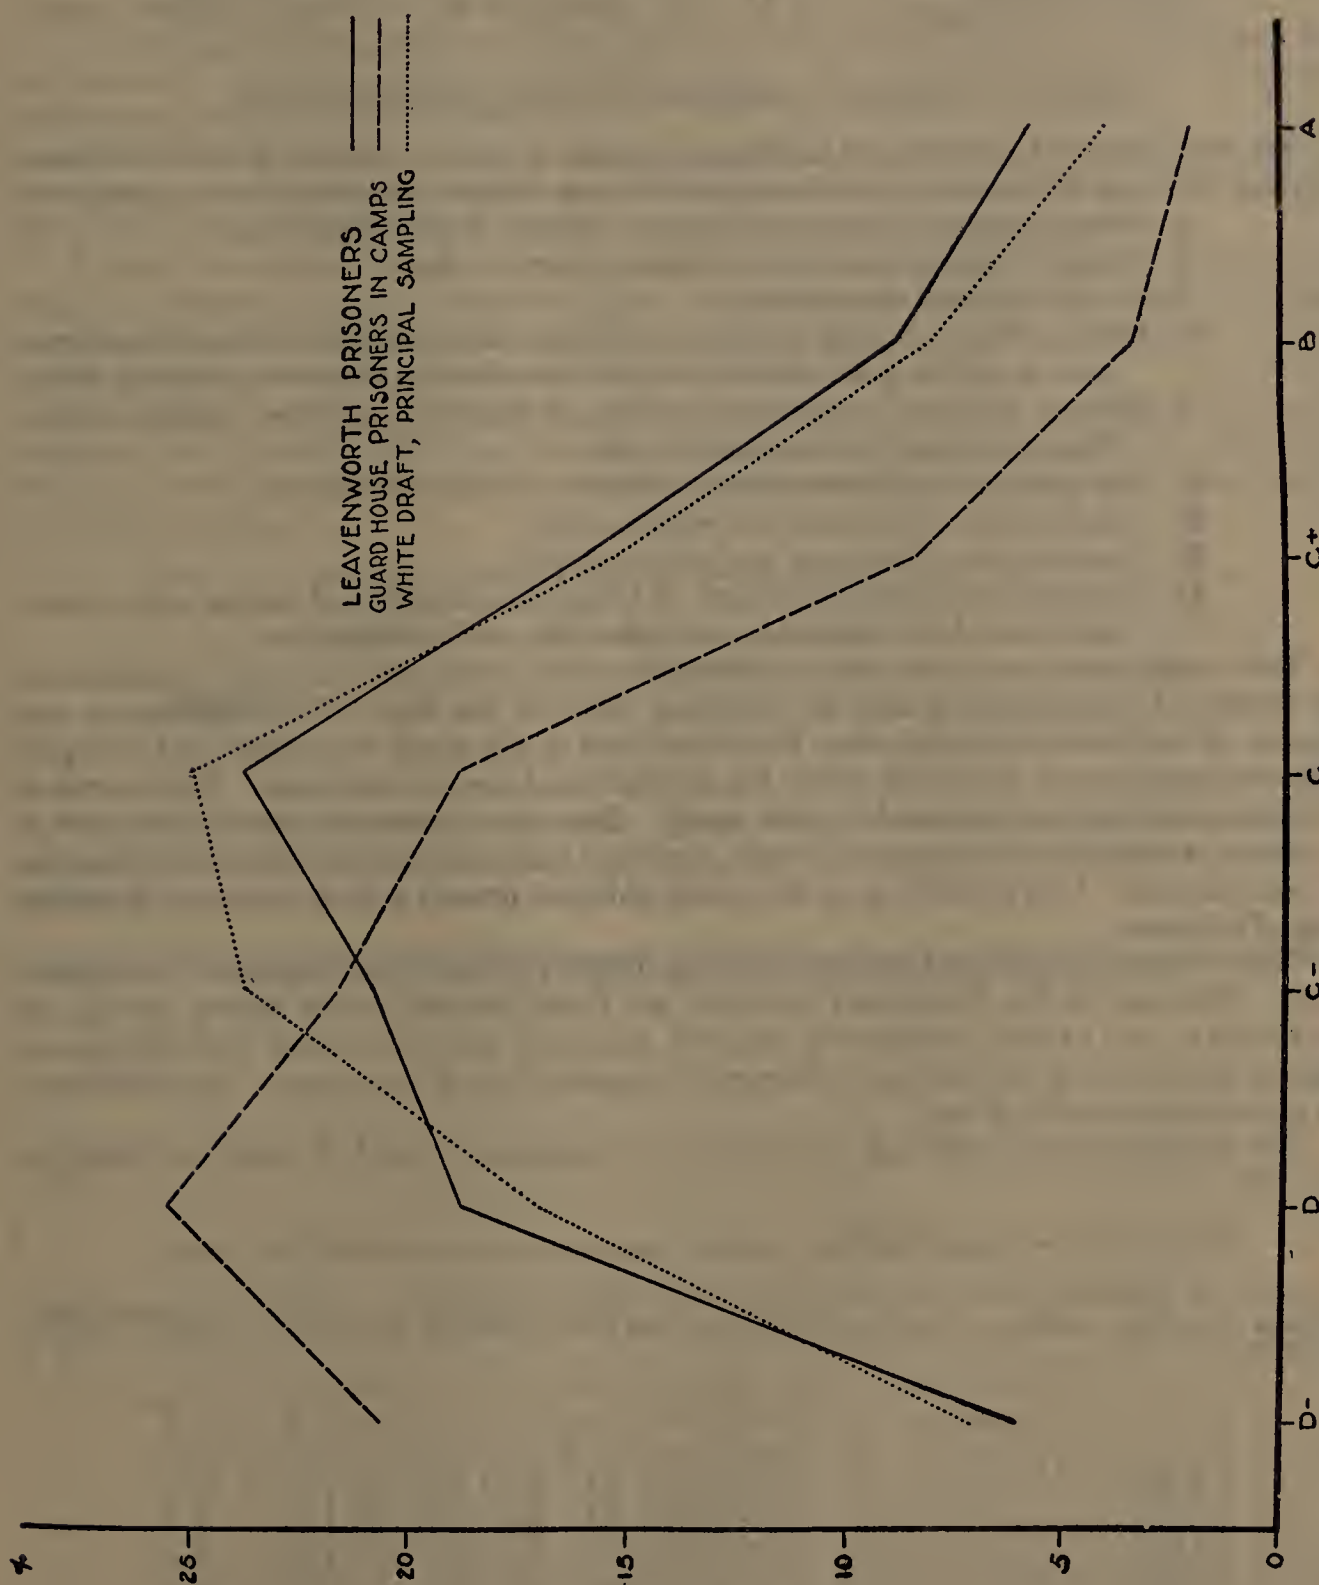 LEAVENWORTH PRISONERS
GUARD HOUSE PRISONERS IN CAMPS
WHITE DRAFT, PRINCIPAL SAMPLING
%
25
20
15
10
5
0
D-
D
C-
C
C+
B
A